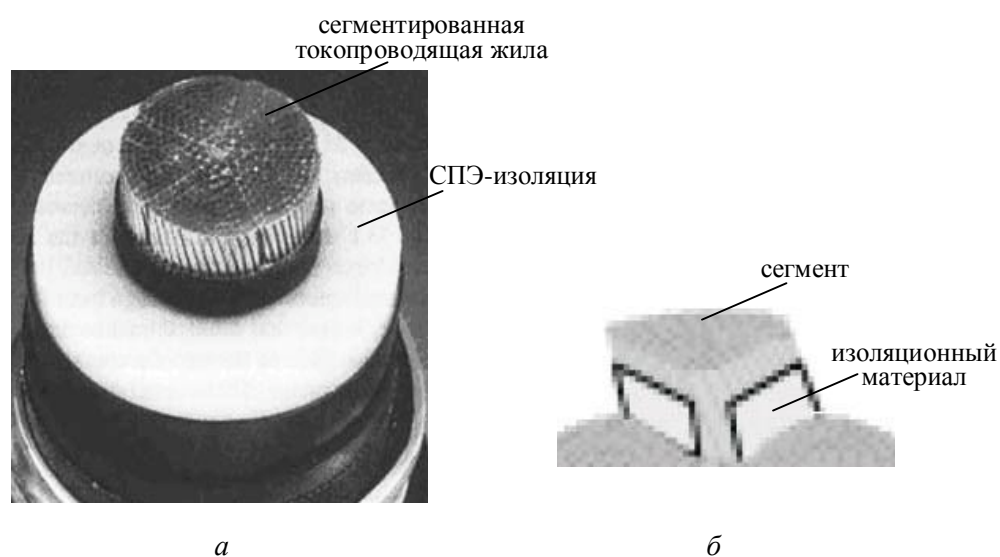 сегментированная
токопроводящая жила
СПЭ-изоляция
сегмент
изоляционный
материал
а
б